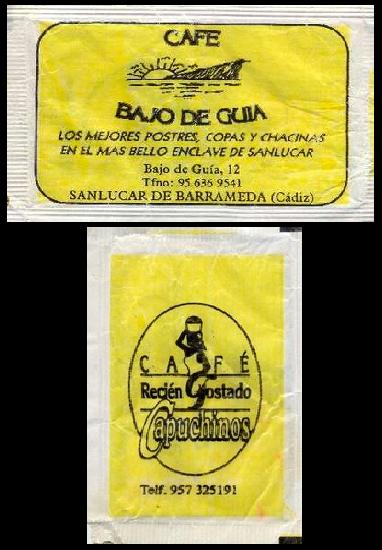 CAFE
BAJO DE GUIA
LOS MEJORES POSTRES, COPAS Y CHACINAS
EN EL MAS BELLO ENCLAVE DE SANLUCAR
Bajo de Guía, 12
Tfno: 95 636 9541
SANLUCAR DE BARRAMEDA (Cádiz)
CAFÉ
Recién Tostado
Capuchinos
Telf. 957 325191